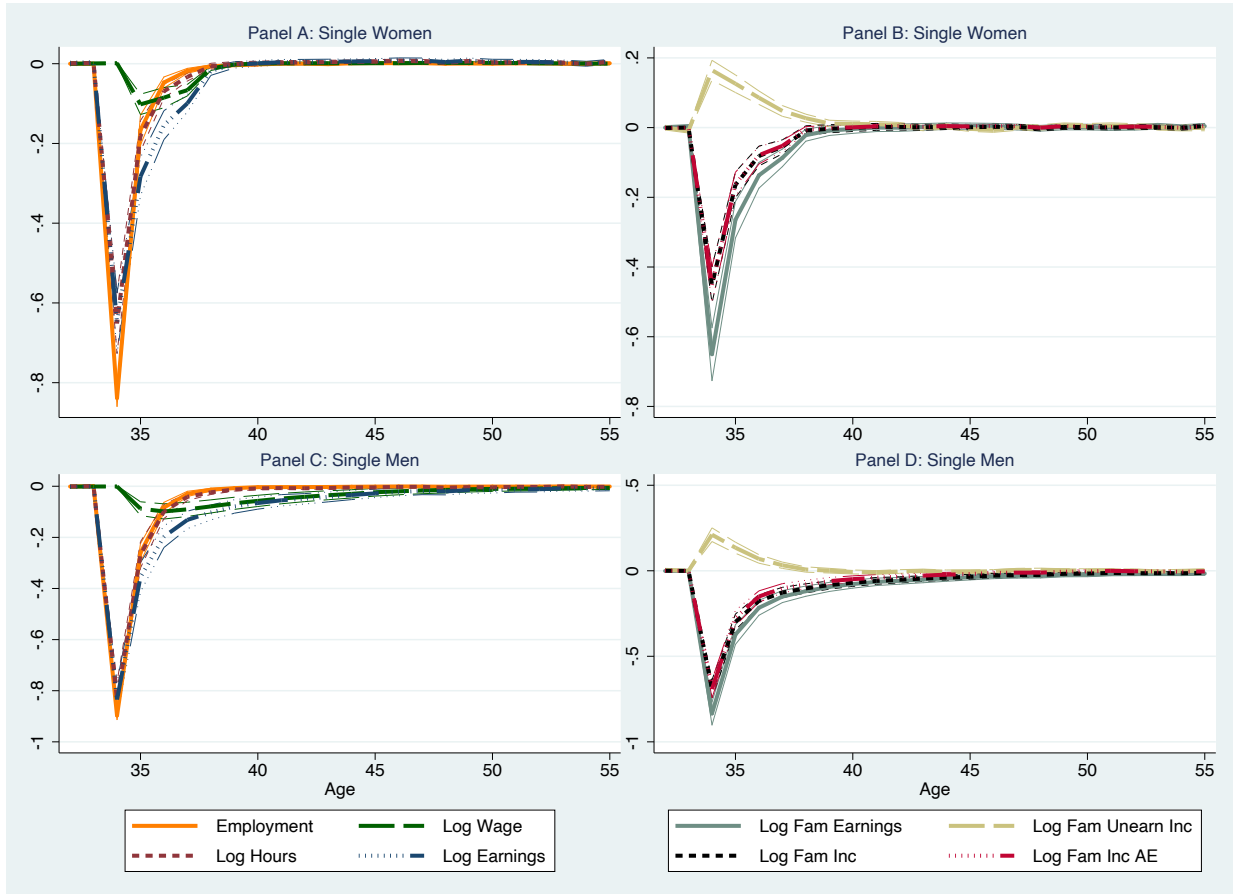 Panel A: Single Women
0
-.2
-.4
-.6
-.8
35 40 45 50 55
Panel B: Single Women
.2
0
-.2
-.4
-.6
-.8
35 40 45 50 55
Panel C: Single Men
0
-.2
-.4
-.6
-.8
-1
35 40 45 50 55
Age
Panel D: Single Men
.5
0
-.5
-1
35 40 45 50 55
Age
Employment Log Wage
Log Hours Log Earnings
Log Fam Earnings Log Fam Unearn Inc
Log Fam Inc Log Fam Inc AE